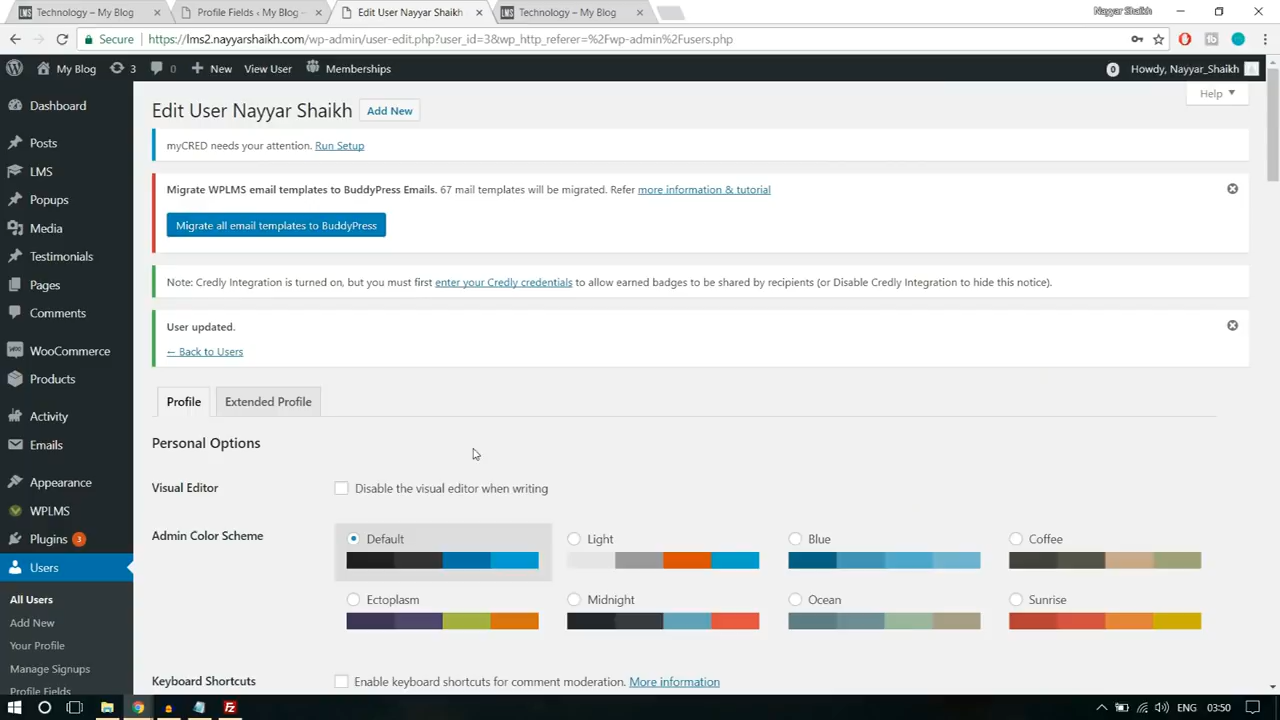 Technology – My Blog –
Profile Fields ‹ My Blog –
Edit User Nayyar Shaikh
Technology – My Blog –
Nayyar Shaikh
Secure
https://lms2.nayyarshaikh.com/wp-admin/user-edit.php?user_id=3&wp_http_referer=%2Fwp-admin%2Fusers.php
My Blog 3 0 New View User Memberships
0 Howdy, Nayyar_Shaikh
Dashboard
Posts
LMS
Popups
Media
Testimonials
Pages
Comments
WooCommerce
Products
Activity
Emails
Appearance
WPLMS
Plugins 3
Users
All Users
Add New
Your Profile
Manage Signups
Profile Fields
Help
Edit User Nayyar Shaikh Add New
myCRED needs your attention. Run Setup
Migrate WPLMS email templates to BuddyPress Emails. 67 mail templates will be migrated. Refer more information & tutorial
Migrate all email templates to BuddyPress
Note: Credly Integration is turned on, but you must first enter your Credly credentials to allow earned badges to be shared by recipients (or Disable Credly Integration to hide this notice).
User updated.
← Back to Users
Profile Extended Profile
Personal Options
Visual Editor Disable the visual editor when writing
Admin Color Scheme Default Light Blue Coffee
Ectoplasm Midnight Ocean Sunrise
Keyboard Shortcuts Enable keyboard shortcuts for comment moderation. More information
ENG 03:50